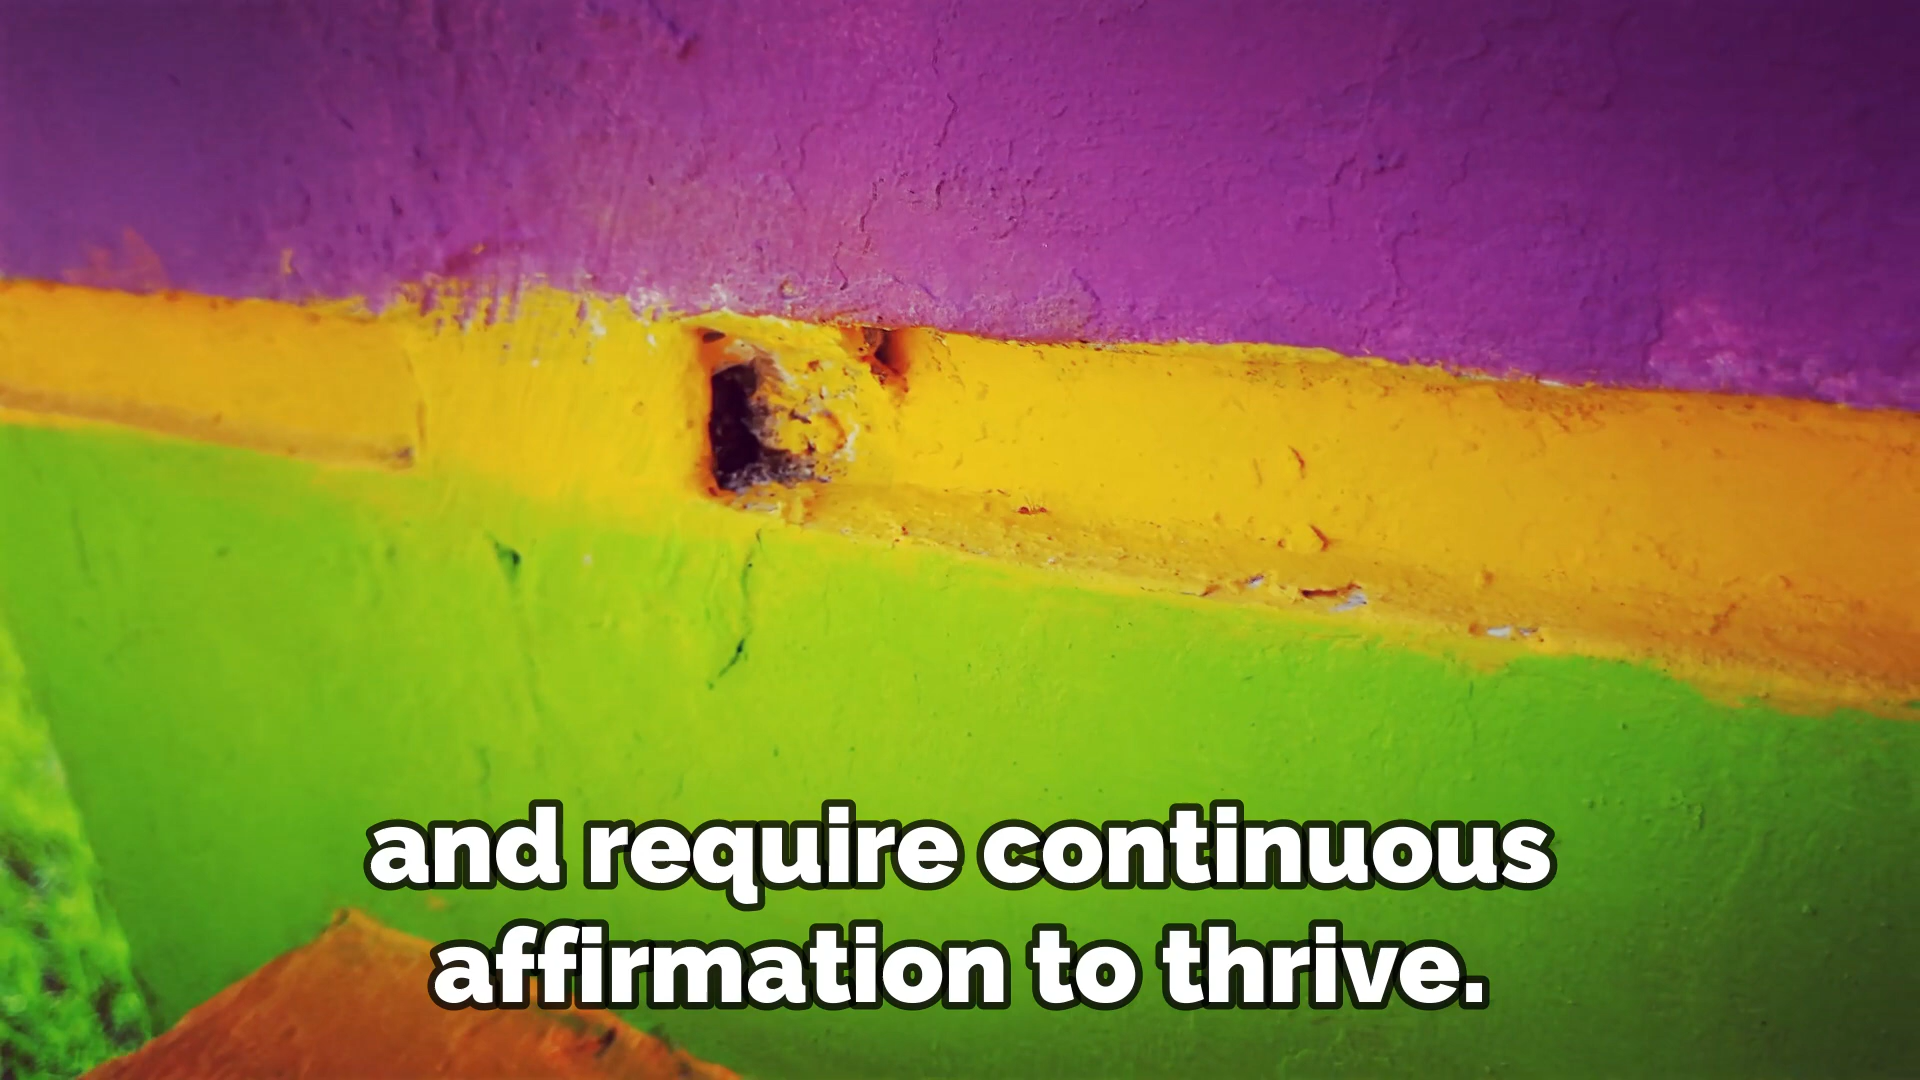 and require continuous
affirmation to thrive.